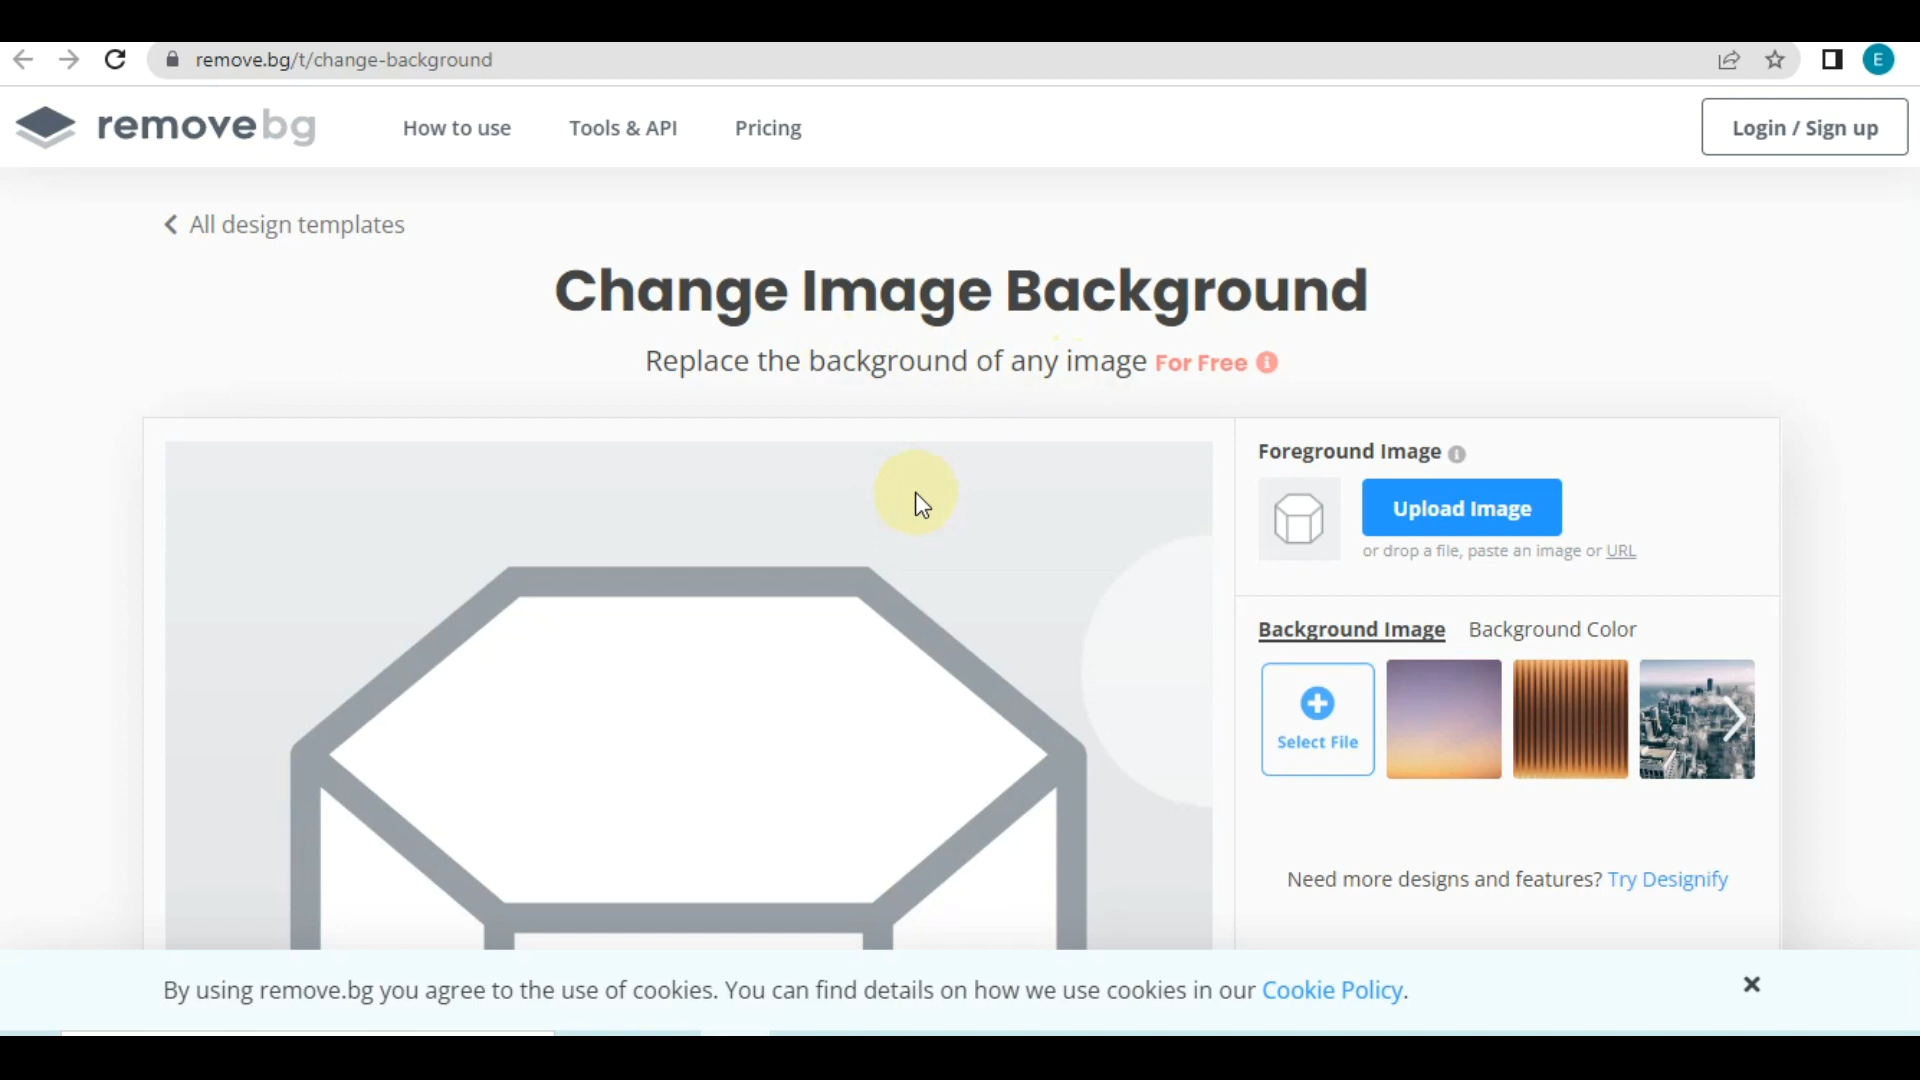 remove.bg/t/change-background
E
removebg
How to use
Tools & API
Pricing
Login / Sign up
All design templates
Change Image Background
Replace the background of any image For Free
Foreground Image
Upload Image
or drop a file, paste an image or URL
Background Image
Background Color
Select File
Need more designs and features? Try Designify
By using remove.bg you agree to the use of cookies. You can find details on how we use cookies in our Cookie Policy.